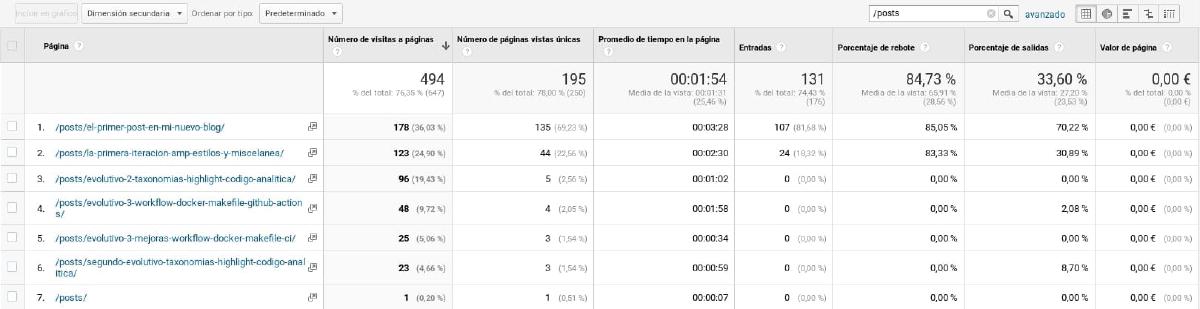 Incluir en gráfico Dimensión secundaria Ordenar por tipo: Predeterminado /posts avanzado
Página Número de visitas a páginas Número de páginas vistas únicas Promedio de tiempo en la página Entradas Porcentaje de rebote Porcentaje de salidas Valor de página
494 195 00:01:54 131 84,73 % 33,60 % 0,00 €
% del total: 76,35 % (647) % del total: 78,00 % (250) Media de la vista: 00:01:31 (25,46 %) % del total: 74,43 % (176) Media de la vista: 65,91 % (28,56 %) Media de la vista: 27,20 % (23,53 %) % del total: 0,00 % (0,00 €)
1. /posts/el-primer-post-en-mi-nuevo-blog/ 178 (36,03 %) 135 (69,23 %) 00:03:28 107 (81,68 %) 85,05 % 70,22 % 0,00 € (0,00 %)
2. /posts/la-primera-iteracion-amp-estilos-y-miscelanea/ 123 (24,90 %) 44 (22,56 %) 00:02:30 24 (18,32 %) 83,33 % 30,89 % 0,00 € (0,00 %)
3. /posts/evolutivo-2-taxonomias-highlight-codigo-analitica/ 96 (19,43 %) 5 (2,56 %) 00:01:02 0 (0,00 %) 0,00 % 0,00 % 0,00 € (0,00 %)
4. /posts/evolutivo-3-workflow-docker-makefile-github-action
s/ 48 (9,72 %) 4 (2,05 %) 00:01:58 0 (0,00 %) 0,00 % 2,08 % 0,00 € (0,00 %)
5. /posts/evolutivo-3-mejoras-workflow-docker-makefile-ci/ 25 (5,06 %) 3 (1,54 %) 00:00:34 0 (0,00 %) 0,00 % 0,00 % 0,00 € (0,00 %)
6. /posts/segundo-evolutivo-taxonomias-highlight-codigo-anal
itica/ 23 (4,66 %) 3 (1,54 %) 00:00:59 0 (0,00 %) 0,00 % 8,70 % 0,00 € (0,00 %)
7. /posts/ 1 (0,20 %) 1 (0,51 %) 00:00:07 0 (0,00 %) 0,00 % 0,00 % 0,00 € (0,00 %)